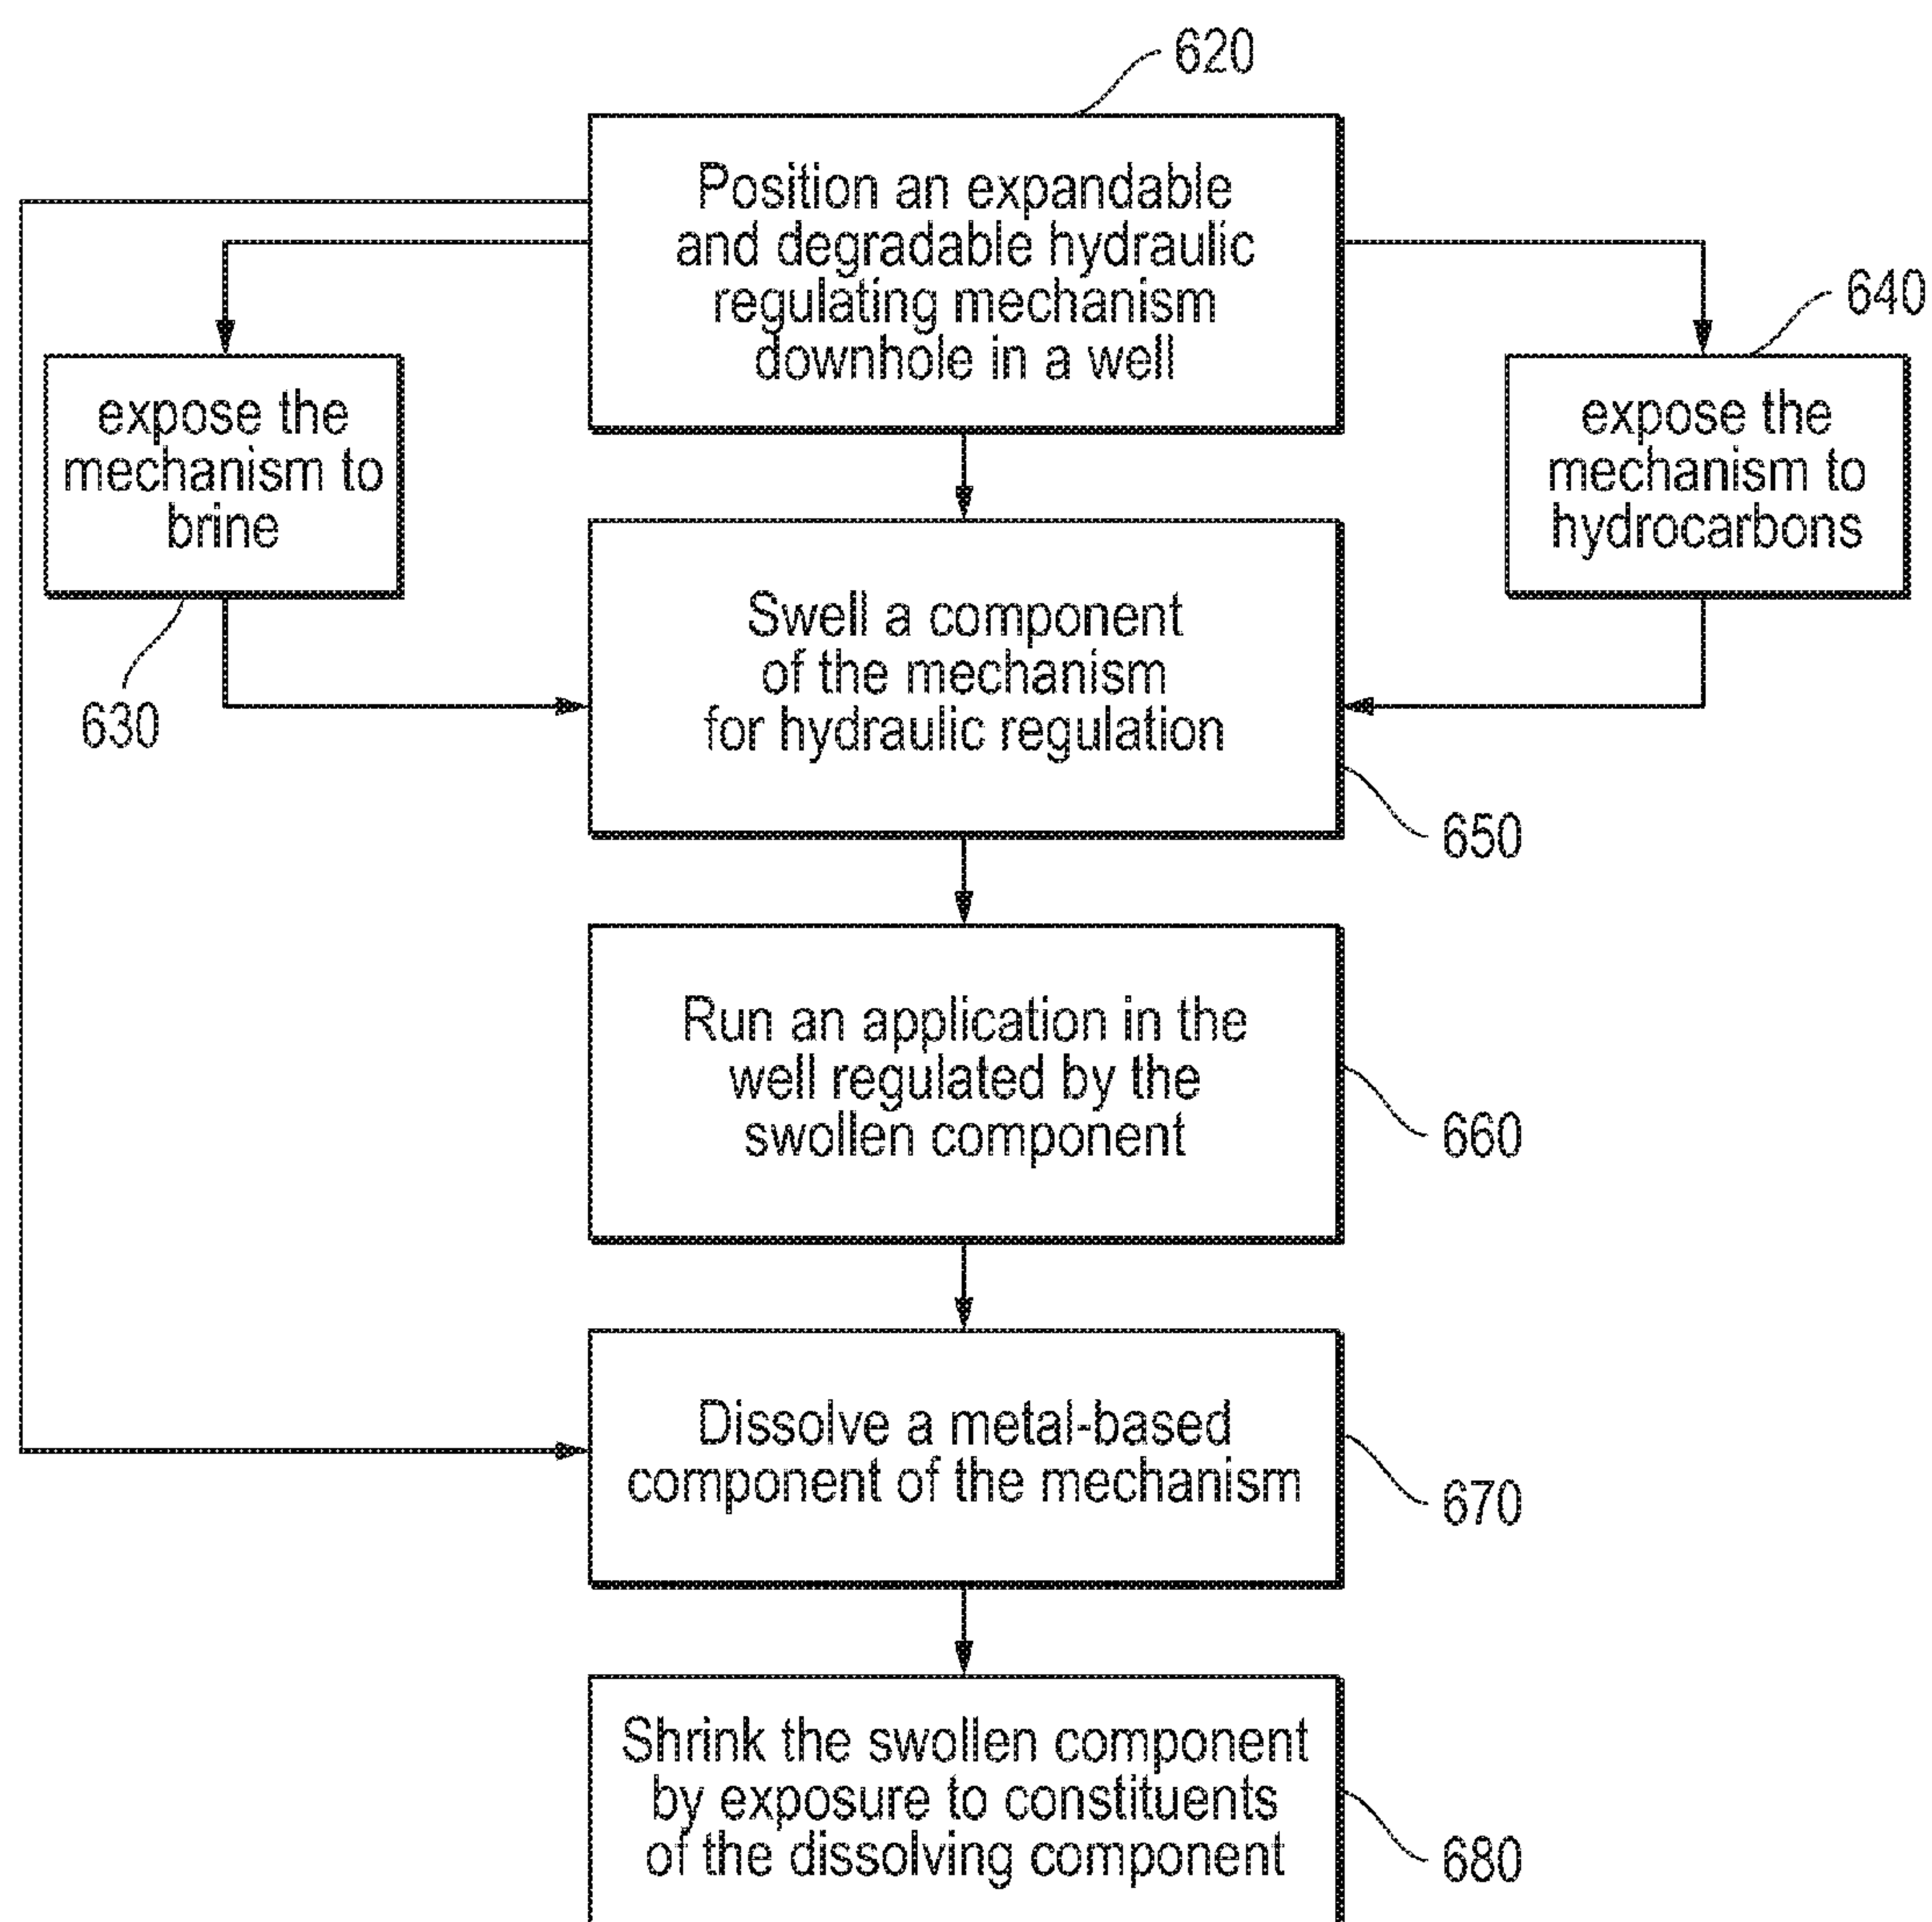 620
Position an expandable
and degradable hydraulic
regulating mechanism
downhole in a well
640
expose the
mechanism to
brine
630
expose the
mechanism to
hydrocarbons
Swell a component
of the mechanism
for hydraulic regulation
650
Run an application in the
well regulated by the
swollen component
660
Dissolve a metal-based
component of the mechanism
670
Shrink the swollen component
by exposure to constituents
of the dissolving component
680